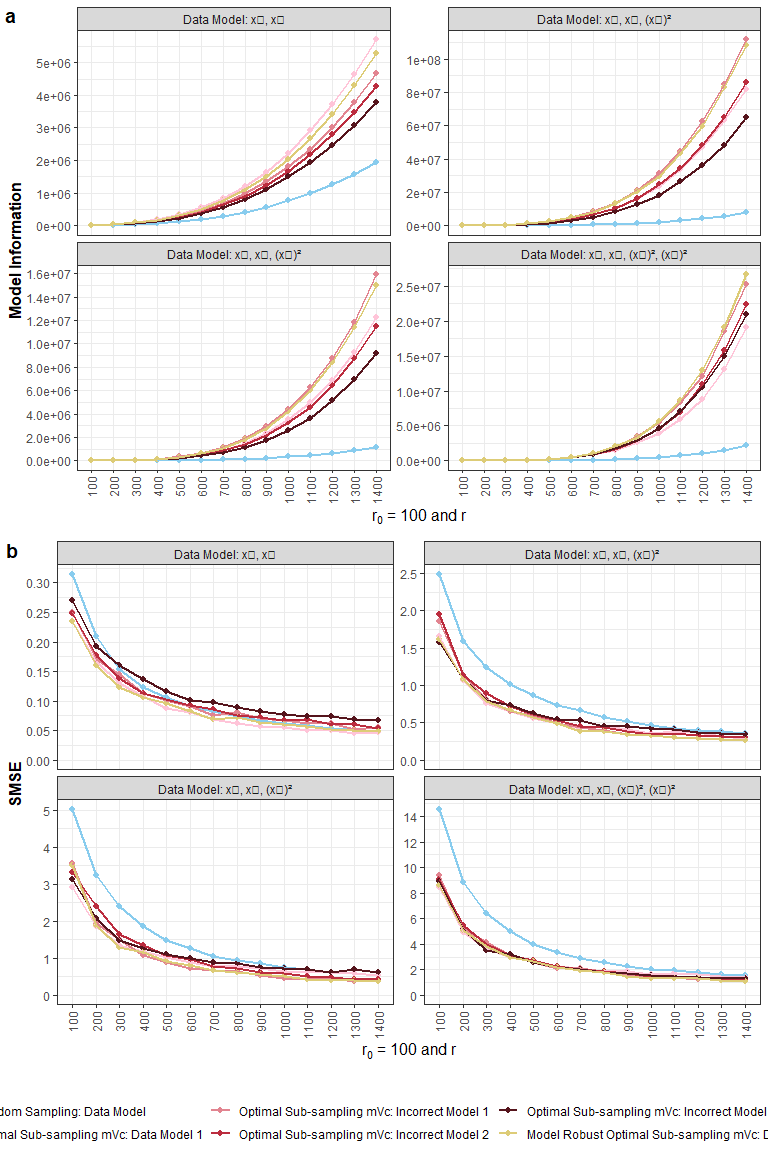 a
Data Model: x▯, x▯
Data Model: x▯, x▯, (x▯)²
Model Information
5e+06
4e+06
3e+06
2e+06
1e+06
0e+00
1e+08
8e+07
6e+07
4e+07
2e+07
0e+00
Data Model: x▯, x▯, (x▯)²
Data Model: x▯, x▯, (x▯)², (x▯)²
1.6e+07
1.4e+07
1.2e+07
1.0e+07
8.0e+06
6.0e+06
4.0e+06
2.0e+06
0.0e+00
2.5e+07
2.0e+07
1.5e+07
1.0e+07
5.0e+06
0.0e+00
100 200 300 400 500 600 700 800 900 1000 1100 1200 1300 1400
100 200 300 400 500 600 700 800 900 1000 1100 1200 1300 1400
r₀ = 100 and r
b
Data Model: x▯, x▯
Data Model: x▯, x▯, (x▯)²
SMSE
0.30
0.25
0.20
0.15
0.10
0.05
0.00
2.5
2.0
1.5
1.0
0.5
0.0
Data Model: x▯, x▯, (x▯)²
Data Model: x▯, x▯, (x▯)², (x▯)²
5
4
3
2
1
0
14
12
10
8
6
4
2
0
100 200 300 400 500 600 700 800 900 1000 1100 1200 1300 1400
100 200 300 400 500 600 700 800 900 1000 1100 1200 1300 1400
r₀ = 100 and r
dom Sampling: Data Model
Optimal Sub-sampling mVc: Incorrect Model 1
Optimal Sub-sampling mVc: Incorrect Model
mal Sub-sampling mVc: Data Model 1
Optimal Sub-sampling mVc: Incorrect Model 2
Model Robust Optimal Sub-sampling mVc: D